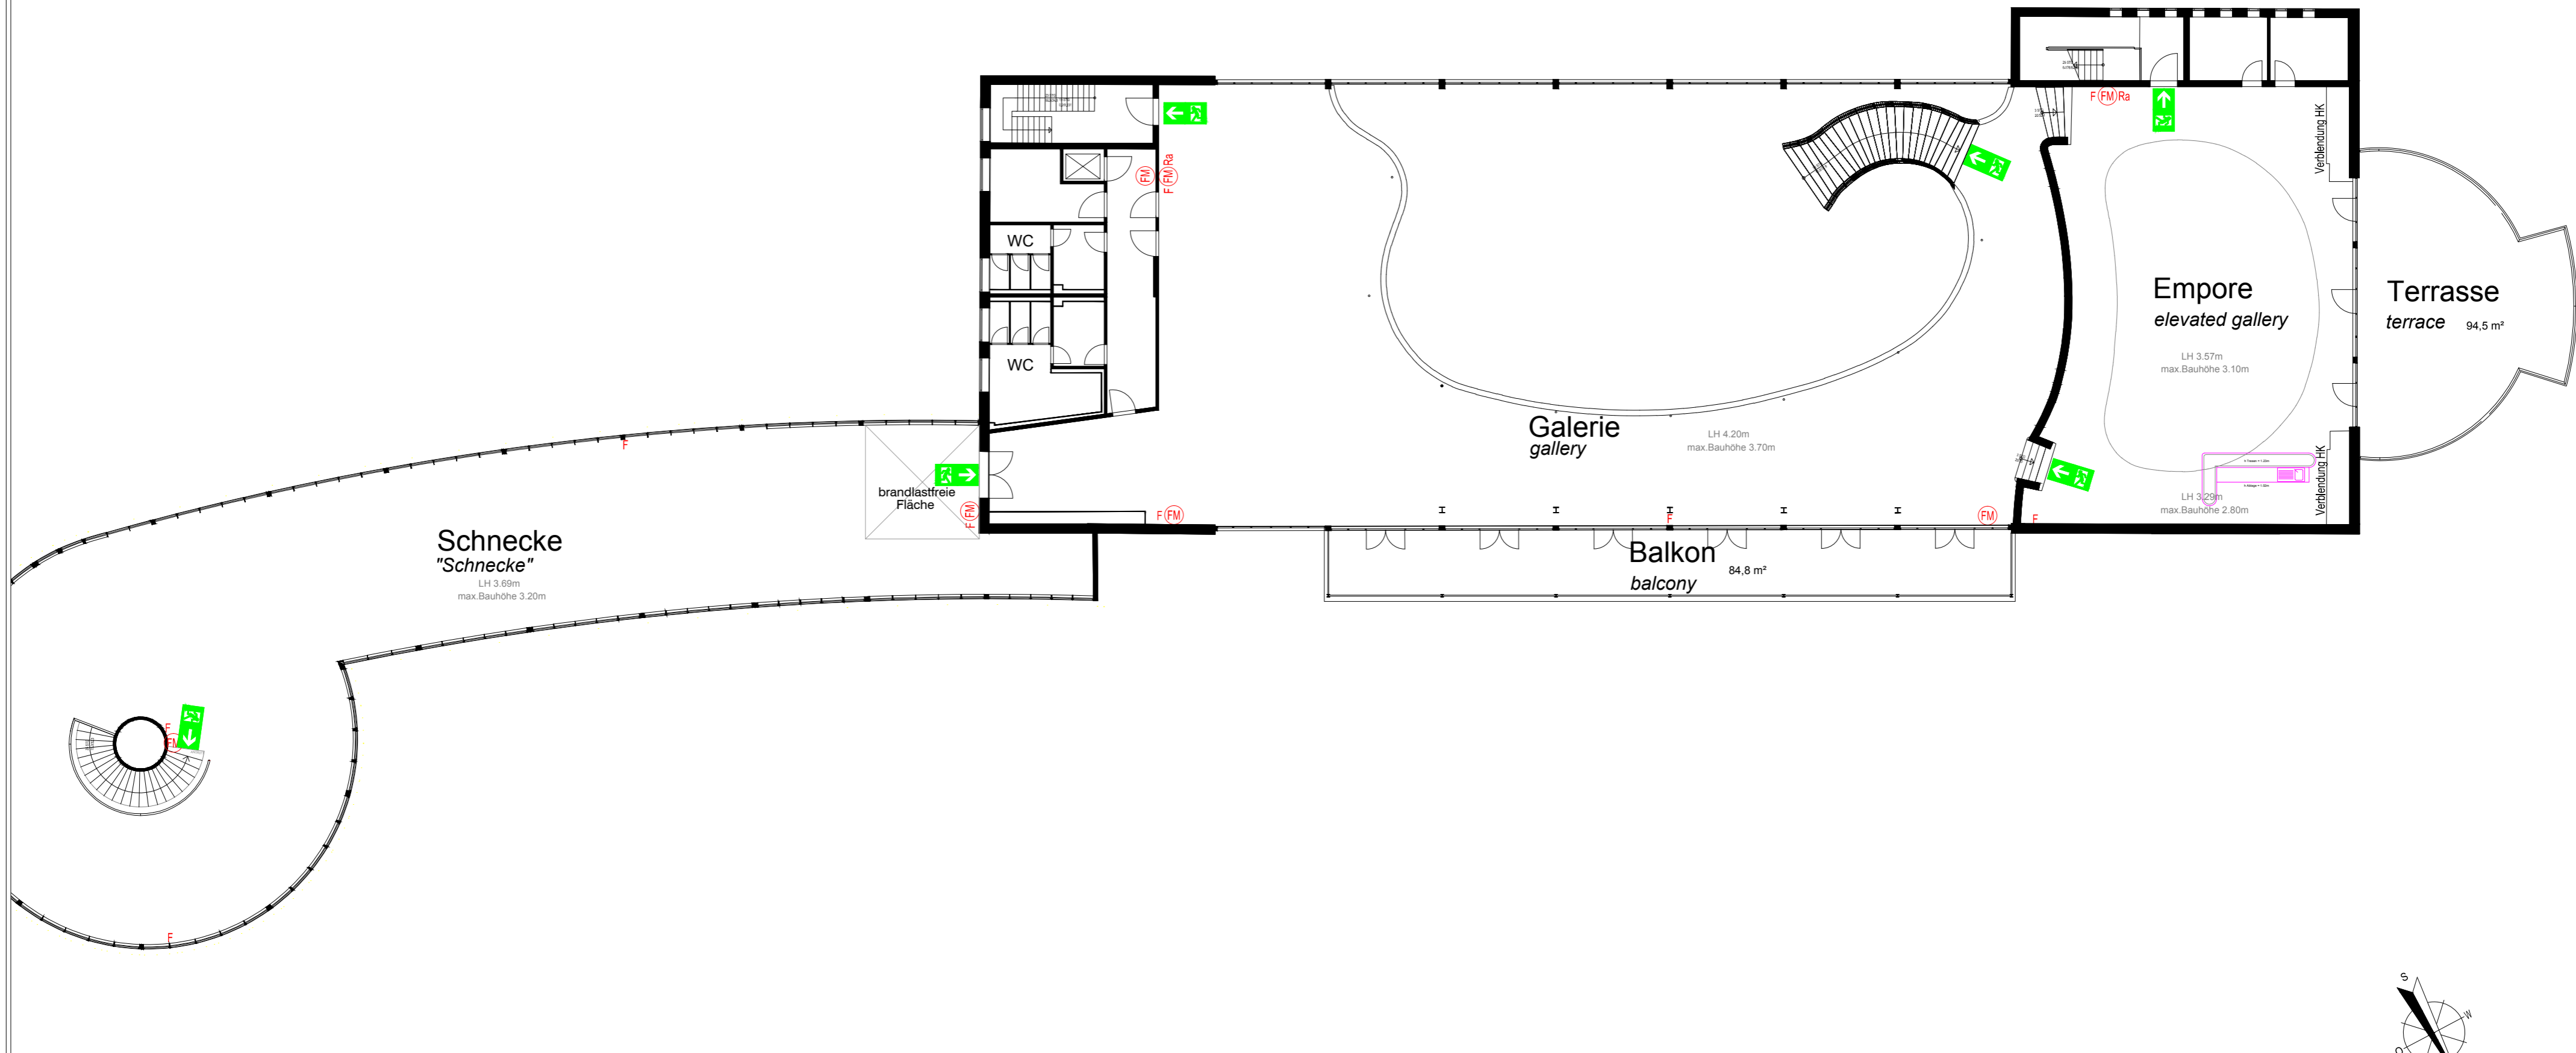 F FM Ra
Verblendung HK
FM
F FM Ra
WC
WC
Empore
elevated gallery
LH 3.57m
max.Bauhöhe 3.10m
Terrasse
terrace 94,5 m²
Galerie
gallery
LH 4.20m
max.Bauhöhe 3.70m
F
brandlastfreie
Fläche
F FM
F FM
F
FM
F
LH 3.29m
max.Bauhöhe 2.80m
Verblendung HK
Schnecke
"Schnecke"
LH 3.69m
max.Bauhöhe 3.20m
Balkon
balcony
84,8 m²
F
FM
F
S
W
O